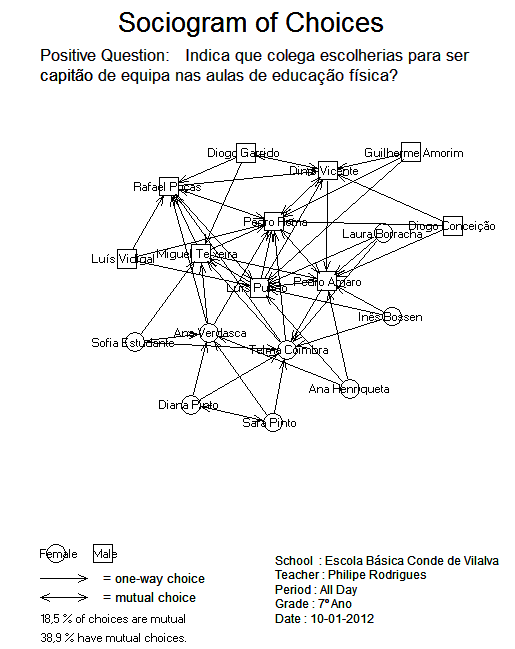 Sociogram of Choices
Positive Question: Indica que colega escolherias para ser
capitão de equipa nas aulas de educação física?
Diogo Garrido
Guilherme Amorim
Dino Vicente
Rafael Poças
Pedro Roma
Diogo Conceição
Laura Borracha
Miguel Teixeira
Luís Vidigal
Pedro Amaro
Luís Pulido
Inês Bossen
Ana Verdasca
Sofia Estudante
Telma Coimbra
Ana Henriqueta
Diana Pinto
Sara Pinto
Female Male
= one-way choice
= mutual choice
18,5 % of choices are mutual
38,9 % have mutual choices.
School : Escola Básica Conde de Vilalva
Teacher : Philipe Rodrigues
Period : All Day
Grade : 7º Ano
Date : 10-01-2012